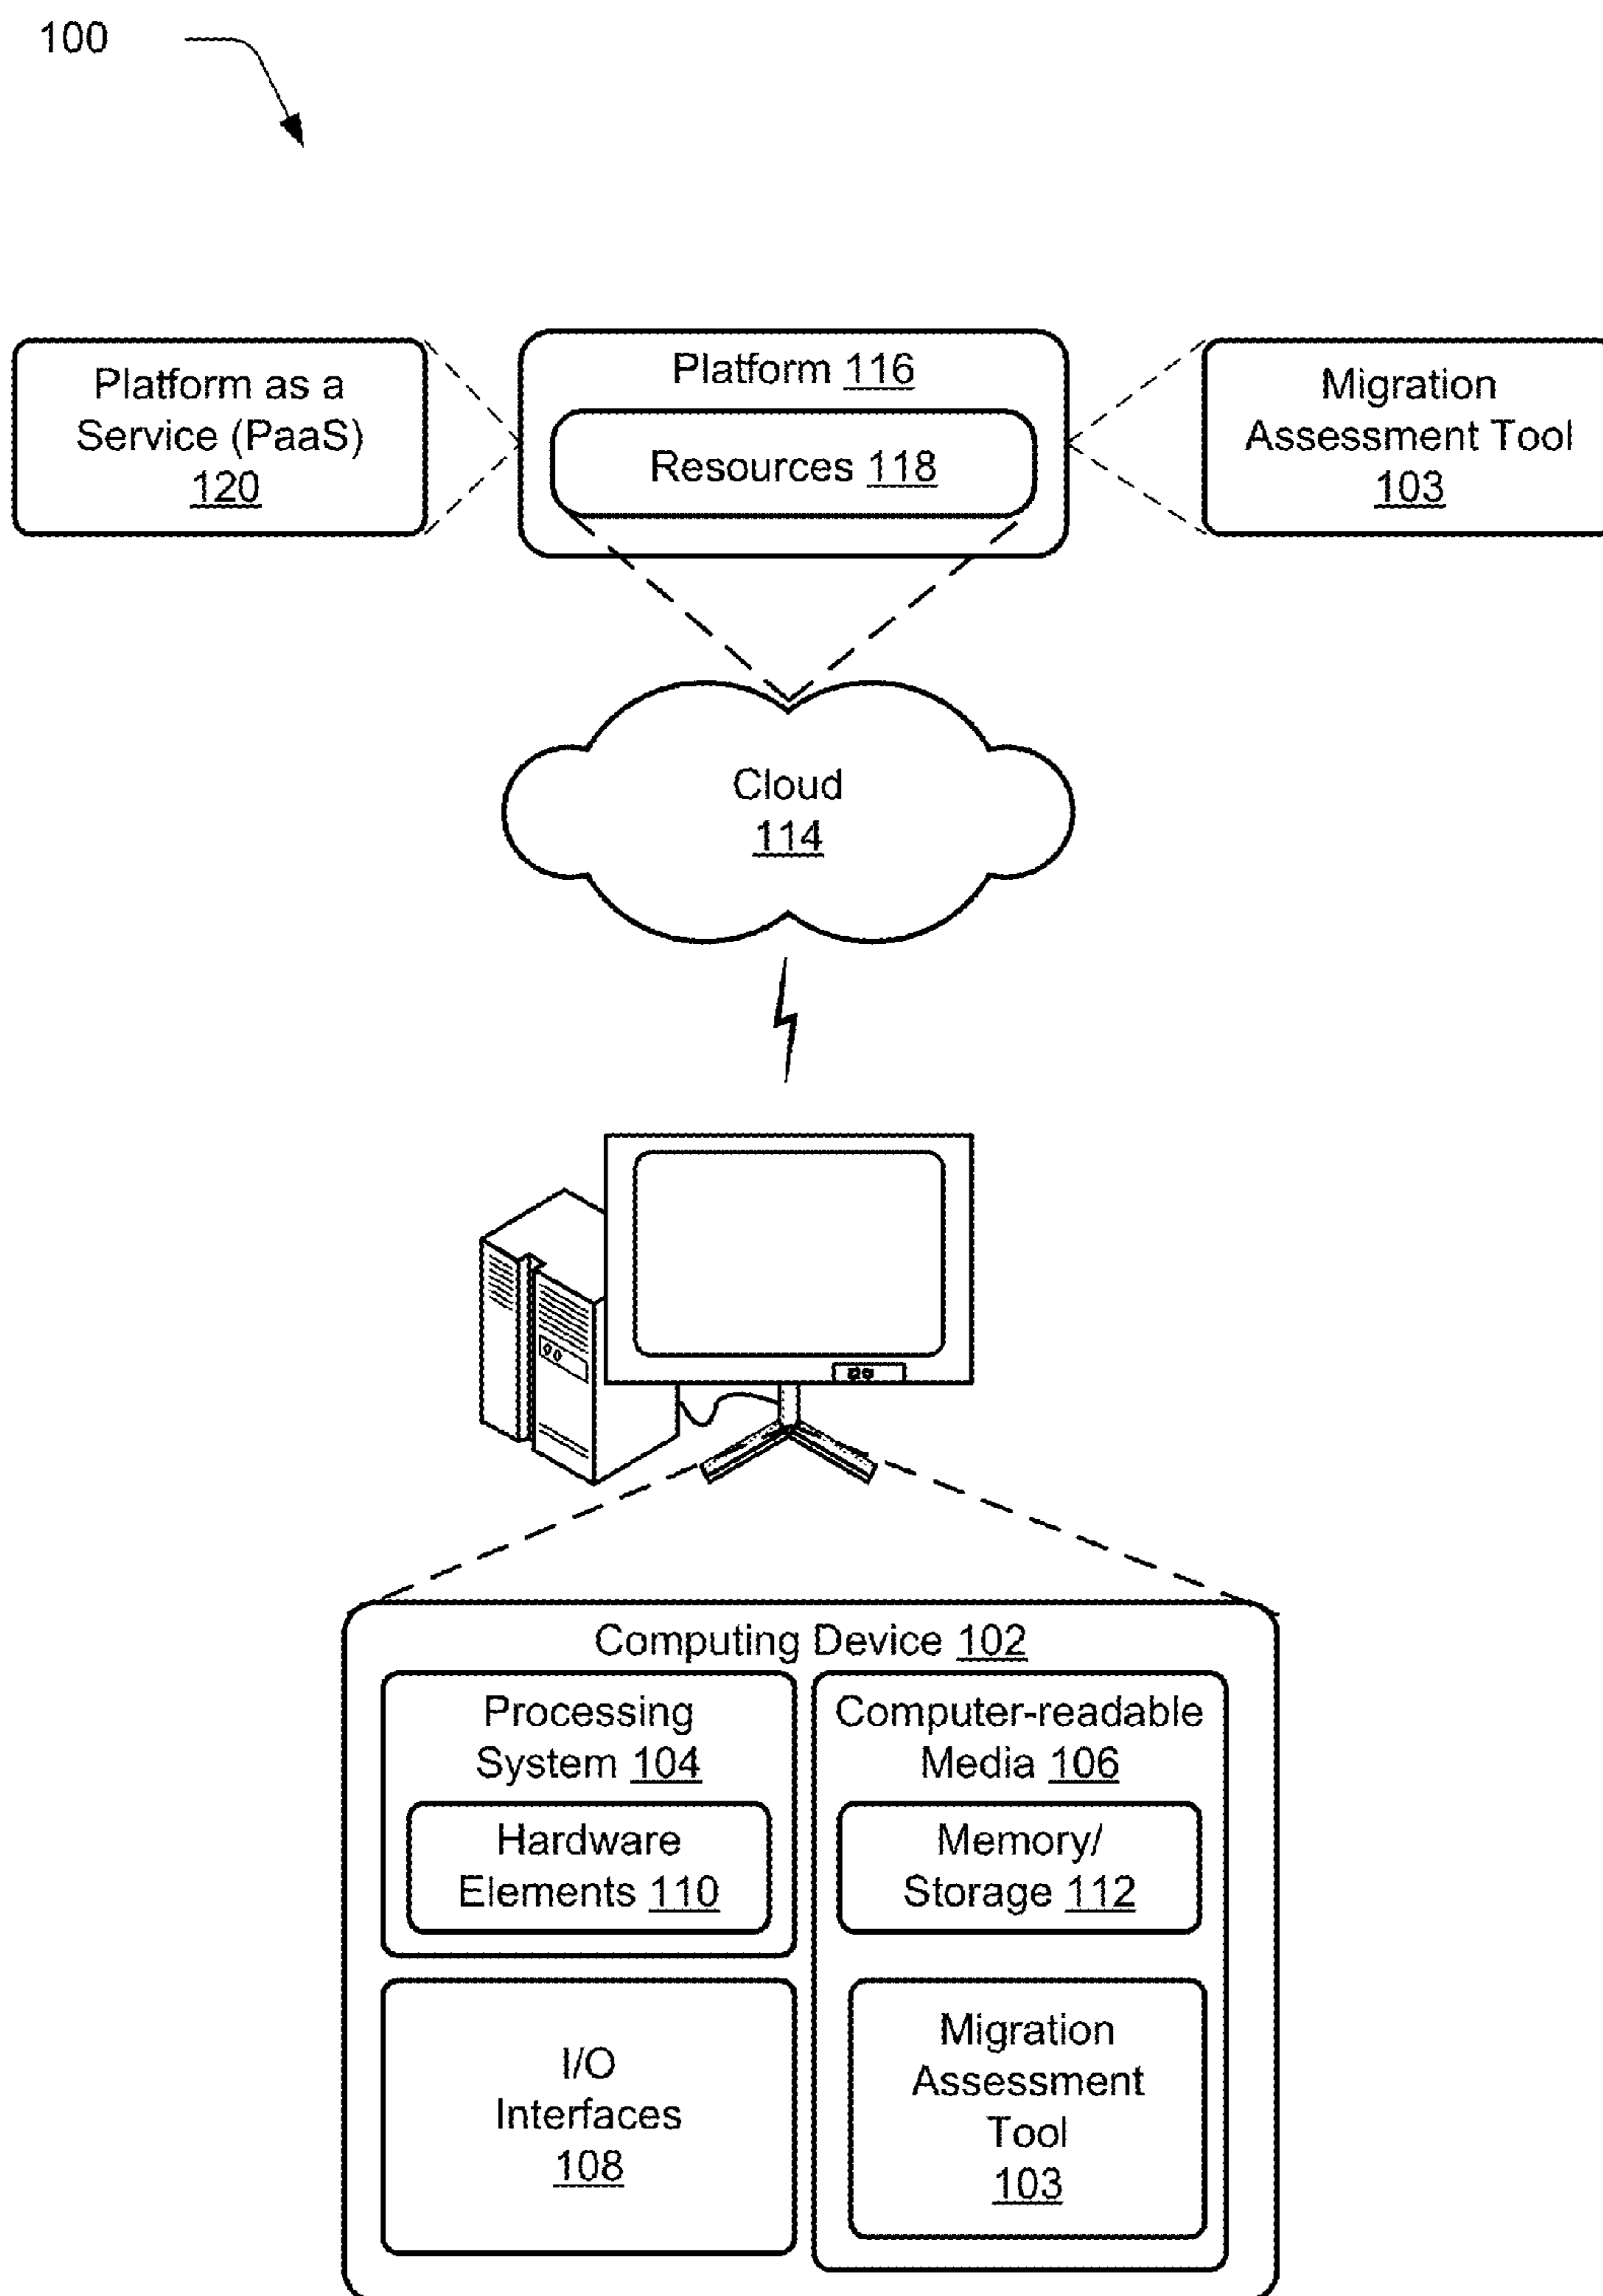 100
Platform as a
Service (PaaS)
120
Platform 116
Resources 118
Migration
Assessment Tool
103
Cloud
114
Computing Device 102
Processing
System 104
Hardware
Elements 110
Computer-readable
Media 106
Memory/
Storage 112
I/O
Interfaces
108
Migration
Assessment
Tool
103